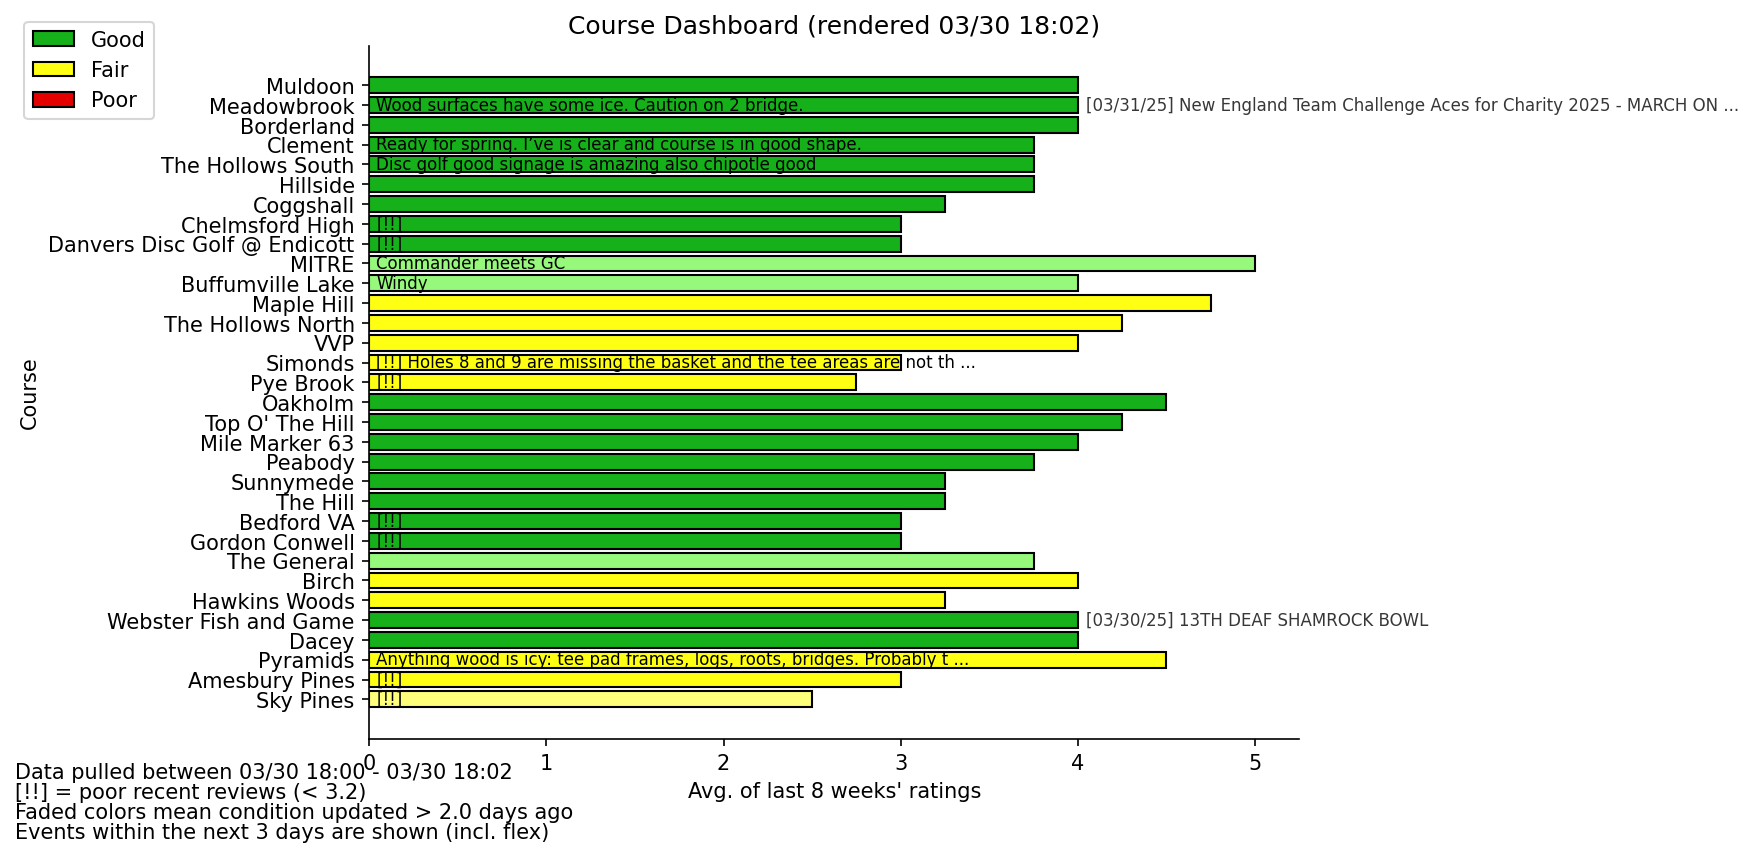 Course Dashboard (rendered 03/30 18:02)
Good
Fair
Poor
Course
Muldoon
Meadowbrook Wood surfaces have some ice. Caution on 2 bridge. [03/31/25] New England Team Challenge Aces for Charity 2025 - MARCH ON ...
Borderland
Clement Ready for spring. I've is clear and course is in good shape.
The Hollows South Disc golf good signage is amazing also chipotle good
Hillside
Coggshall
Chelmsford High [!!]
Danvers Disc Golf @ Endicott [!!]
MITRE Commander meets GC
Buffumville Lake Windy
Maple Hill
The Hollows North
VVP
Simonds [!!] Holes 8 and 9 are missing the basket and the tee areas are not th ...
Pye Brook [!!]
Oakholm
Top O' The Hill
Mile Marker 63
Peabody
Sunnymede
The Hill
Bedford VA [!!]
Gordon Conwell [!!]
The General
Birch
Hawkins Woods
Webster Fish and Game [03/30/25] 13TH DEAF SHAMROCK BOWL
Dacey
Pyramids Anything wood is icy: tee pad frames, logs, roots, bridges. Probably t ...
Amesbury Pines [!!]
Sky Pines [!!]
0 1 2 3 4 5
Avg. of last 8 weeks' ratings
Data pulled between 03/30 18:00 - 03/30 18:02
[!!] = poor recent reviews (< 3.2)
Faded colors mean condition updated > 2.0 days ago
Events within the next 3 days are shown (incl. flex)